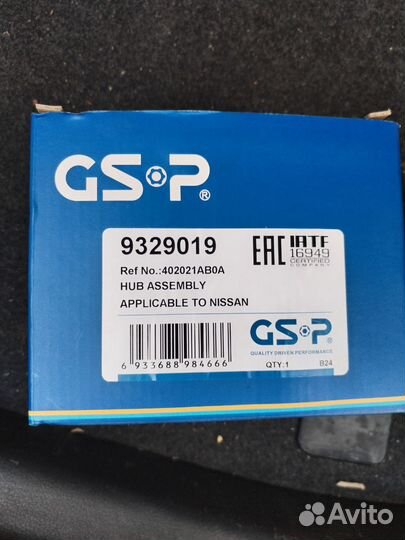 GSP®
9329019
Ref No.:402021AB0A
HUB ASSEMBLY
APPLICABLE TO NISSAN
EAC
IATF
16949
CERTIFIED
COMPANY
6 933688 984666
GSP®
QUALITY DRIVEN PERFORMANCE
QTY:1 B24
Avito